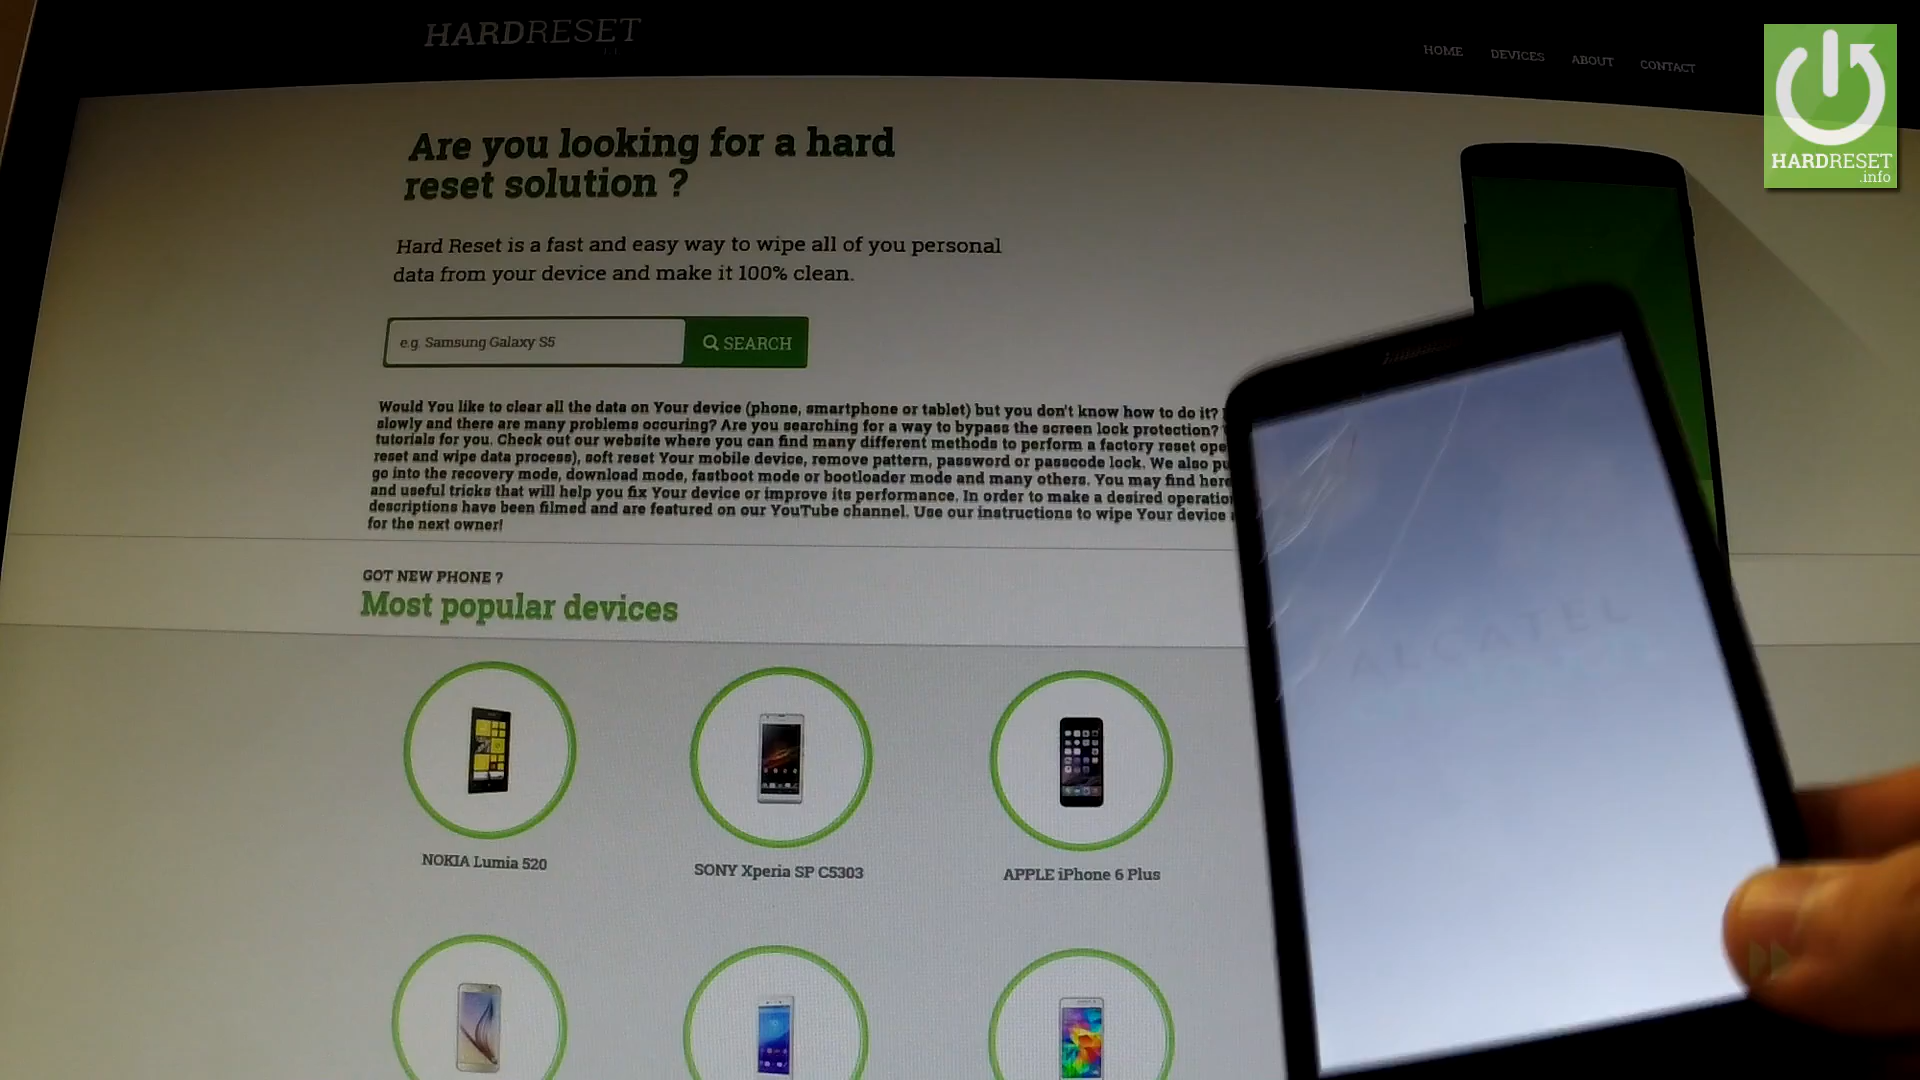 HARDRESET
HOME DEVICES ABOUT CONTACT
HARDRESET
.info
Are you looking for a hard
reset solution ?
Hard Reset is a fast and easy way to wipe all of you personal
data from your device and make it 100% clean.
e.g. Samsung Galaxy S5
SEARCH
Would You like to clear all the data on Your device (phone, smartphone or tablet) but you don't know how to do it?
slowly and there are many problems occuring? Are you searching for a way to bypass the screen lock protection?
tutorials for you. Check out our website where you can find many different methods to perform a factory reset ope
reset and wipe data process), soft reset Your mobile device, remove pattern, password or passcode lock. We also pu
go into the recovery mode, download mode, fastboot mode or bootloader mode and many others. You may find here
and useful tricks that will help you fix Your device or improve its performance. In order to make a desired operatio
descriptions have been filmed and are featured on our YouTube channel. Use our instructions to wipe Your device
for the next owner!
GOT NEW PHONE ?
Most popular devices
NOKIA Lumia 520
SONY Xperia SP C5303
APPLE iPhone 6 Plus
ALCATEL